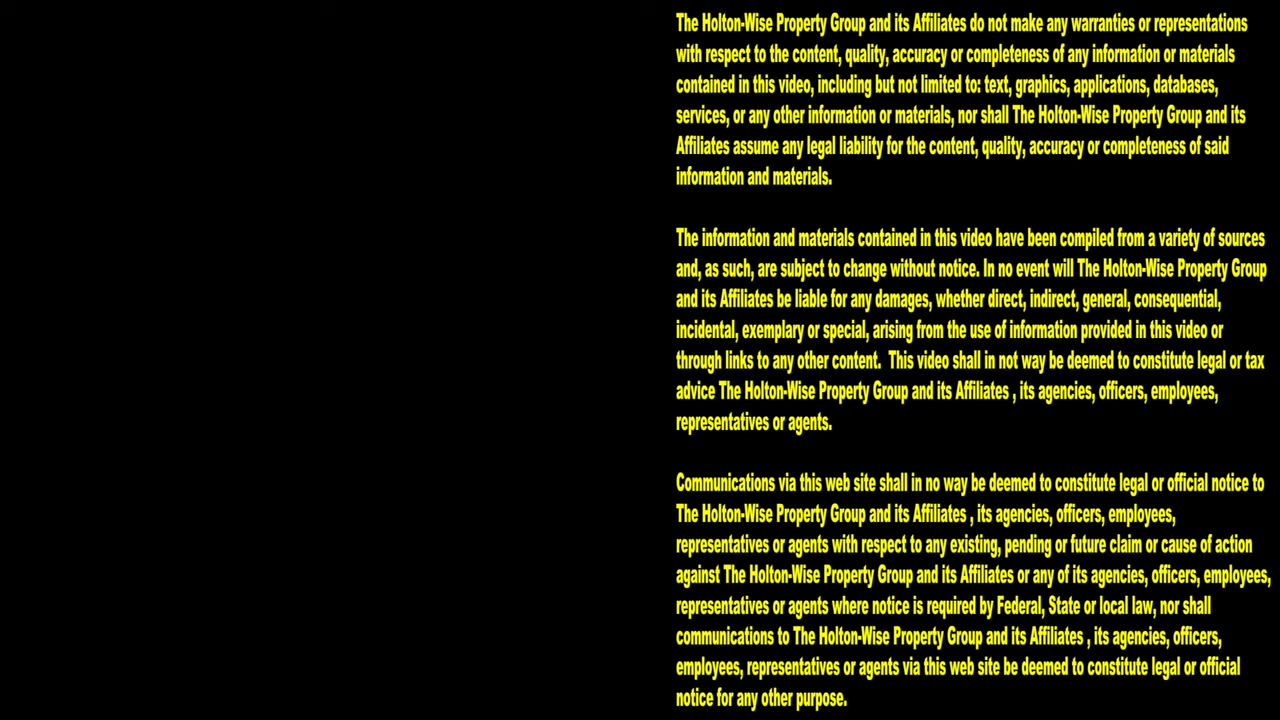 The Holton-Wise Property Group and its Affiliates do not make any warranties or representations
with respect to the content, quality, accuracy or completeness of any information or materials
contained in this video, including but not limited to: text, graphics, applications, databases,
services, or any other information or materials, nor shall The Holton-Wise Property Group and its
Affiliates assume any legal liability for the content, quality, accuracy or completeness of said
information and materials.
The information and materials contained in this video have been compiled from a variety of sources
and, as such, are subject to change without notice. In no event will The Holton-Wise Property Group
and its Affiliates be liable for any damages, whether direct, indirect, general, consequential,
incidental, exemplary or special, arising from the use of information provided in this video or
through links to any other content.  This video shall in not way be deemed to constitute legal or tax
advice The Holton-Wise Property Group and its Affiliates , its agencies, officers, employees,
representatives or agents.
Communications via this web site shall in no way be deemed to constitute legal or official notice to
The Holton-Wise Property Group and its Affiliates , its agencies, officers, employees,
representatives or agents with respect to any existing, pending or future claim or cause of action
against The Holton-Wise Property Group and its Affiliates or any of its agencies, officers, employees,
representatives or agents where notice is required by Federal, State or local law, nor shall
communications to The Holton-Wise Property Group and its Affiliates , its agencies, officers,
employees, representatives or agents via this web site be deemed to constitute legal or official
notice for any other purpose.